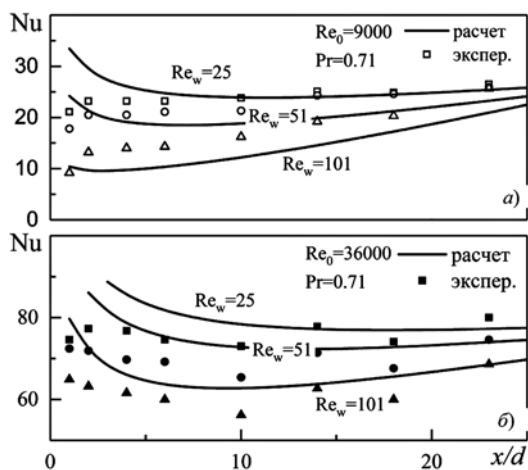 Nu
Re₀=9000
расчет
Pr=0.71
экспер.
30
Re_w=25
20
Re_w=51
10
Re_w=101
0
а)
Nu
Re₀=36000
расчет
Pr=0.71
экспер.
Re_w=25
80
Re_w=51
60
Re_w=101
б)
0
10
20
x/d